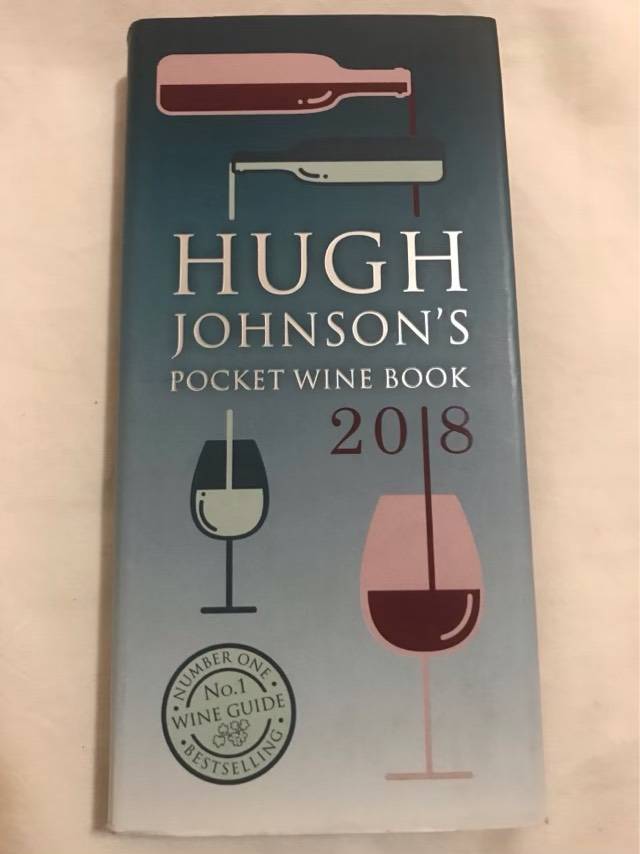 HUGH
JOHNSON'S
POCKET WINE BOOK
2018
NUMBER ONE
No.1
WINE GUIDE
BESTSELLING